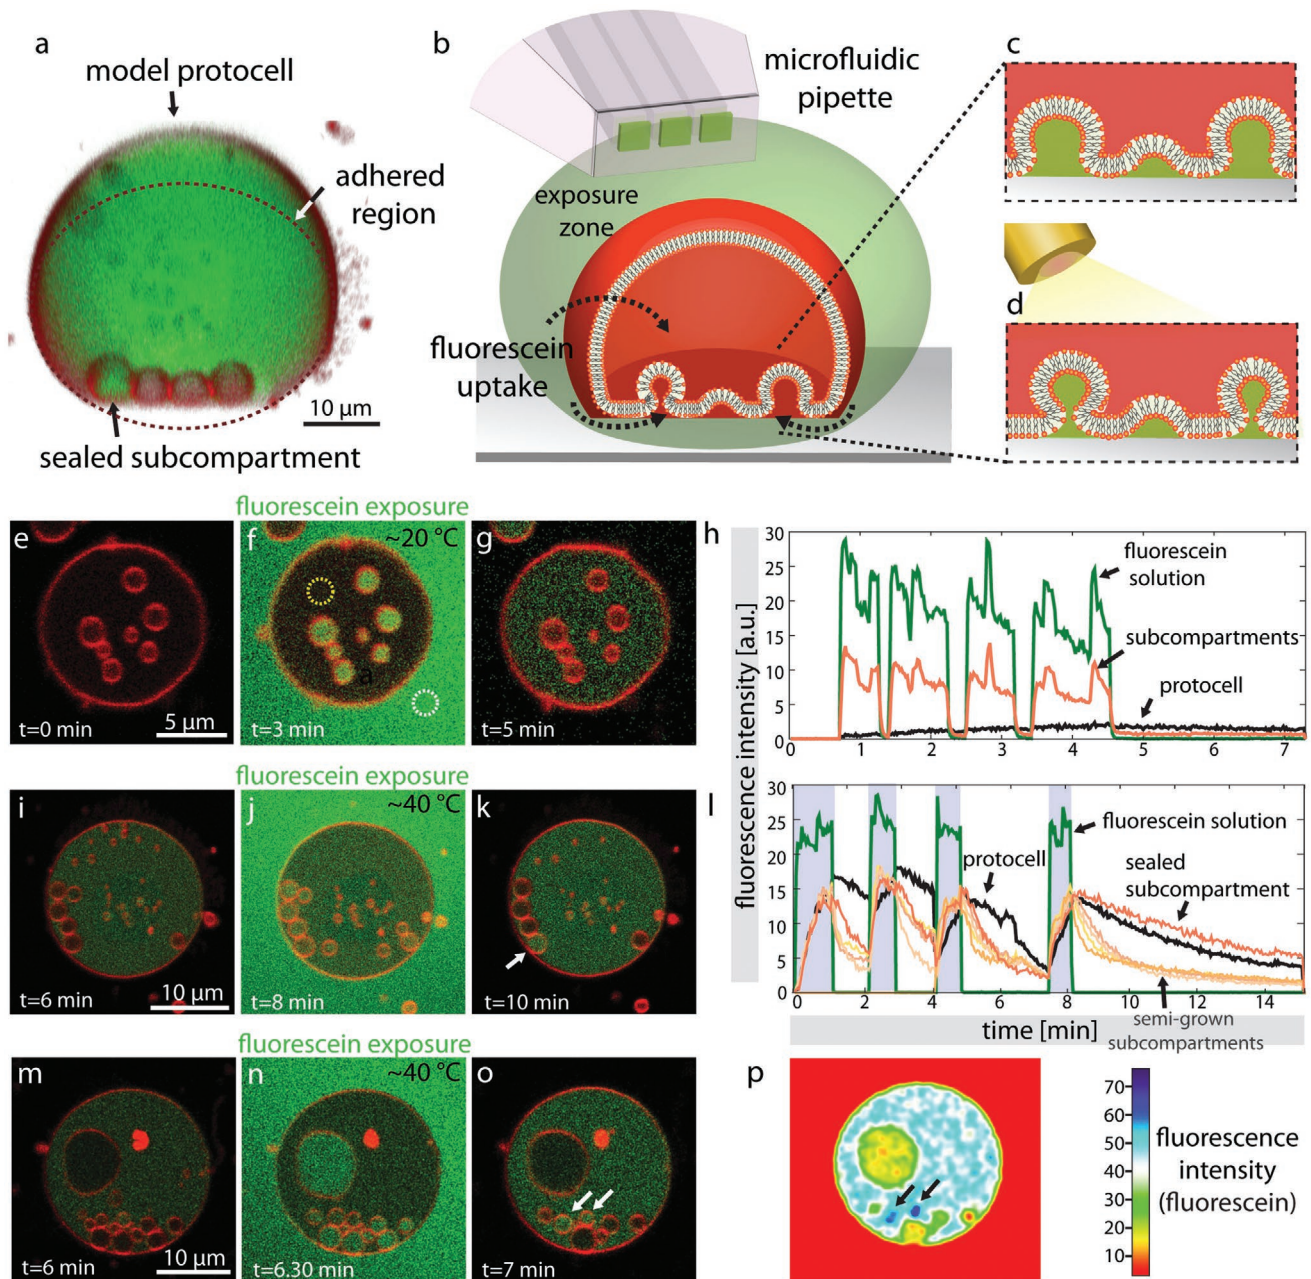 a
model protocell
adhered
region
10 µm
sealed subcompartment
b
microfluidic
pipette
exposure
zone
fluorescein
uptake
c
d
fluorescein exposure
e
t=0 min
5 µm
f
~20 °C
a
t=3 min
g
t=5 min
h
30
25
20
15
10
5
0
0
1
2
3
4
5
6
7
fluorescein
solution
subcompartments
protocell
fluorescence intensity [a.u.]
fluorescein exposure
i
t=6 min
10 µm
j
~40 °C
t=8 min
k
t=10 min
l
30
25
20
15
10
5
0
0
2
4
6
8
10
12
14
fluorescein solution
protocell
sealed
subcompartment
time [min]
semi-grown
subcompartments
fluorescein exposure
m
t=6 min
10 µm
n
~40 °C
t=6.30 min
o
t=7 min
p
70
60
50
40
30
20
10
fluorescence
intensity
(fluorescein)